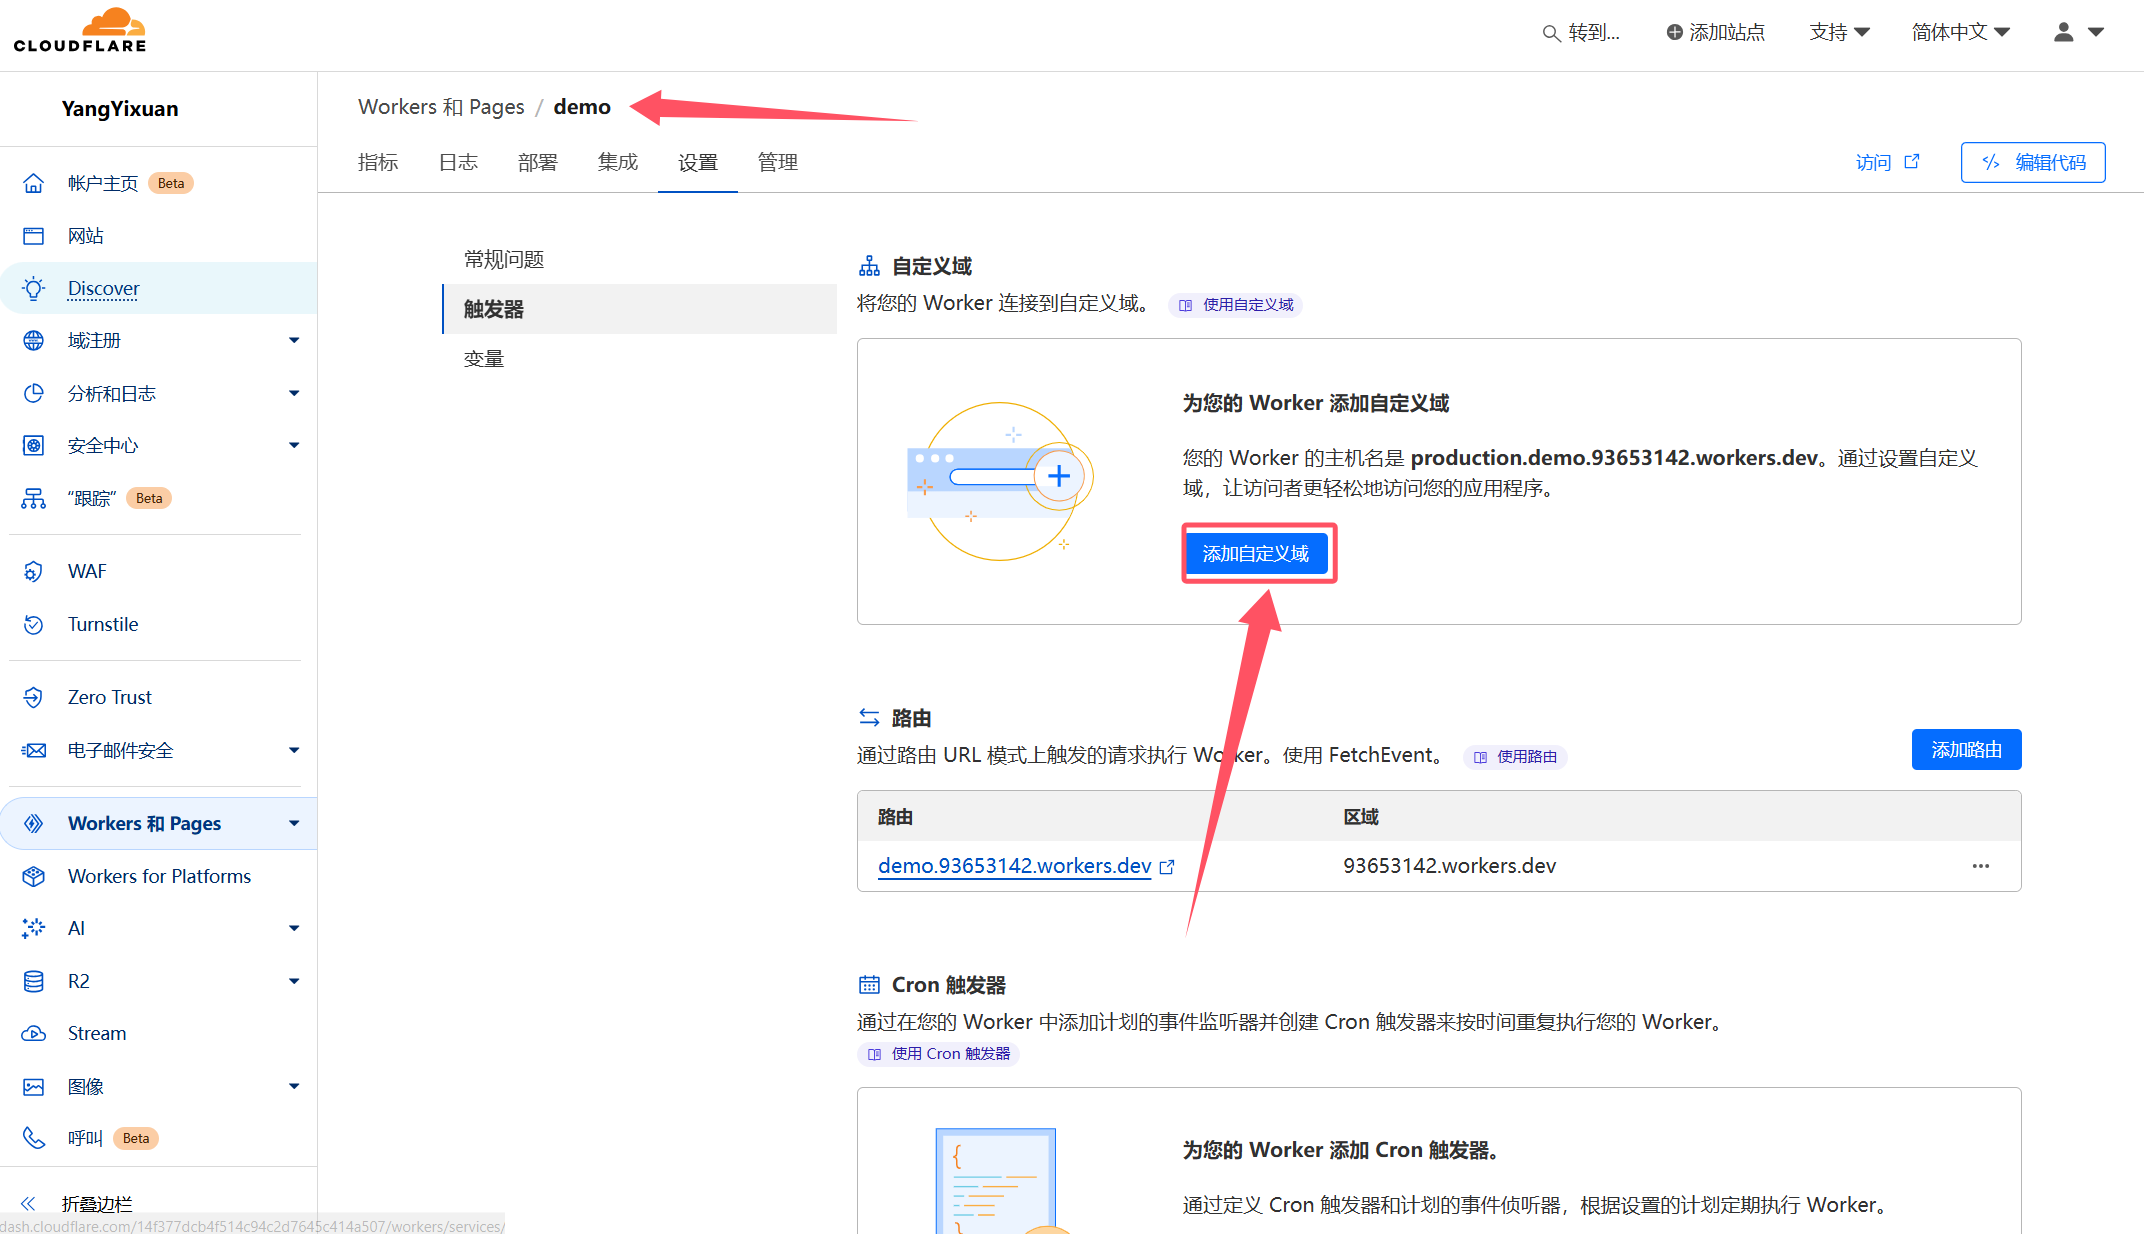 CLOUDFLARE
转到...
添加站点
支持
简体中文
YangYixuan
帐户主页 Beta
网站
Discover
域注册
分析和日志
安全中心
“跟踪” Beta
WAF
Turnstile
Zero Trust
电子邮件安全
Workers 和 Pages
Workers for Platforms
AI
R2
Stream
图像
呼叫 Beta
折叠边栏
dash.cloudflare.com/14f377dcb4f514c94c2d7645c414a507/workers/services/
Workers 和 Pages / demo
指标 日志 部署 集成 设置 管理
访问
编辑代码
常规问题
触发器
变量
自定义域
将您的 Worker 连接到自定义域。 使用自定义域
为您的 Worker 添加自定义域
您的 Worker 的主机名是 production.demo.93653142.workers.dev。通过设置自定义
域，让访问者更轻松地访问您的应用程序。
添加自定义域
路由
通过路由 URL 模式上触发的请求执行 Worker。使用 FetchEvent。 使用路由
添加路由
路由 区域
demo.93653142.workers.dev 93653142.workers.dev
Cron 触发器
通过在您的 Worker 中添加计划的事件监听器并创建 Cron 触发器来按时间重复执行您的 Worker。
使用 Cron 触发器
为您的 Worker 添加 Cron 触发器。
通过定义 Cron 触发器和计划的事件侦听器，根据设置的计划定期执行 Worker。